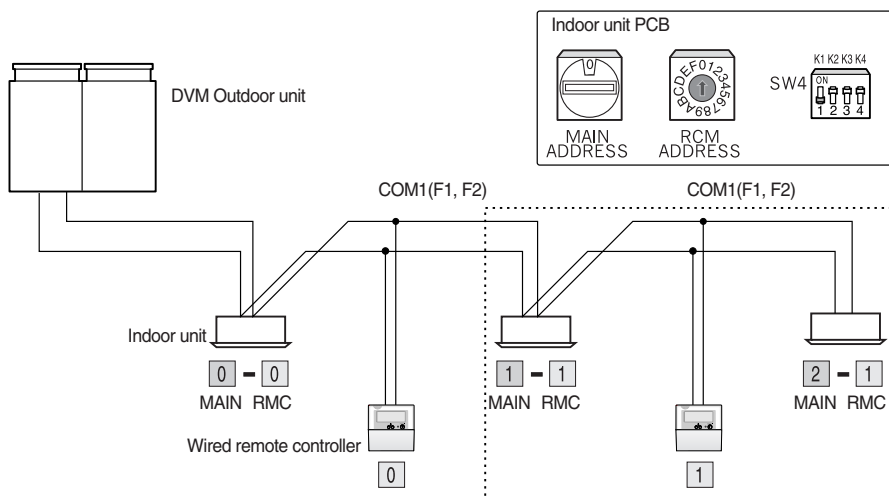 Indoor unit PCB
0
MAIN
ADDRESS
0123456789ABCDEF
RCM
ADDRESS
SW4
K1 K2 K3 K4
ON
1 2 3 4
DVM Outdoor unit
COM1(F1, F2)
COM1(F1, F2)
Indoor unit
0 - 0
MAIN RMC
1 - 1
MAIN RMC
2 - 1
MAIN RMC
Wired remote controller
0
1